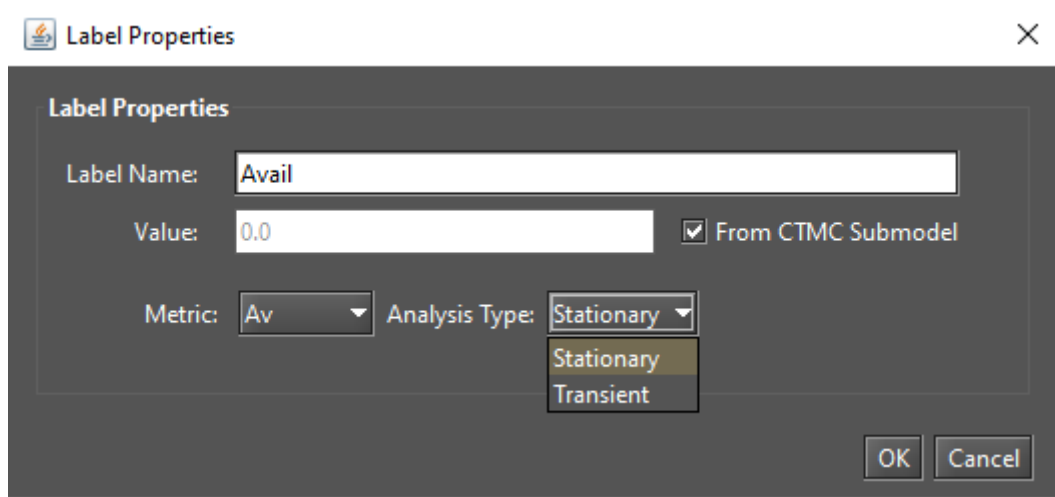 Label Properties
Label Properties
Label Name: Avail
Value: 0.0 From CTMC Submodel
Metric: Av Analysis Type: Stationary
Stationary
Transient
OK Cancel